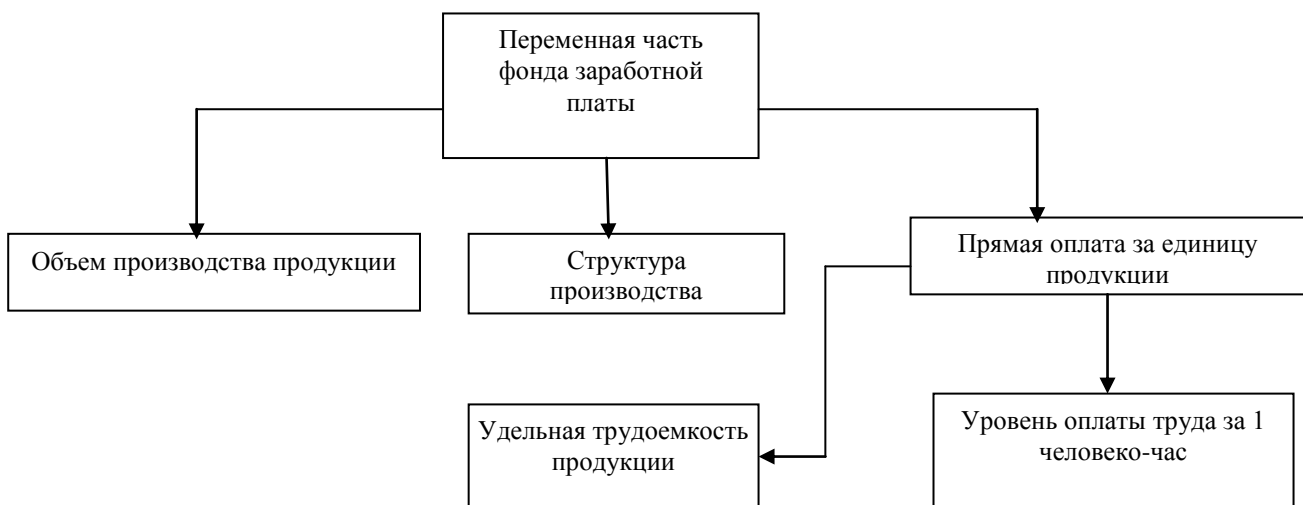 Переменная часть
фонда заработной
платы
Объем производства продукции
Структура
производства
Прямая оплата за единицу
продукции
Удельная трудоемкость
продукции
Уровень оплаты труда за 1
человеко-час